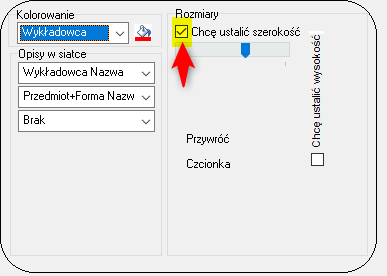 Kolorowanie
Wykładowca
Opisy w siatce
Wykładowca Nazwa
Przedmiot+Forma Nazw
Brak
Rozmiary
Chcę ustalić szerokość
Chcę ustalić wysokość
Przywróć
Czcionka